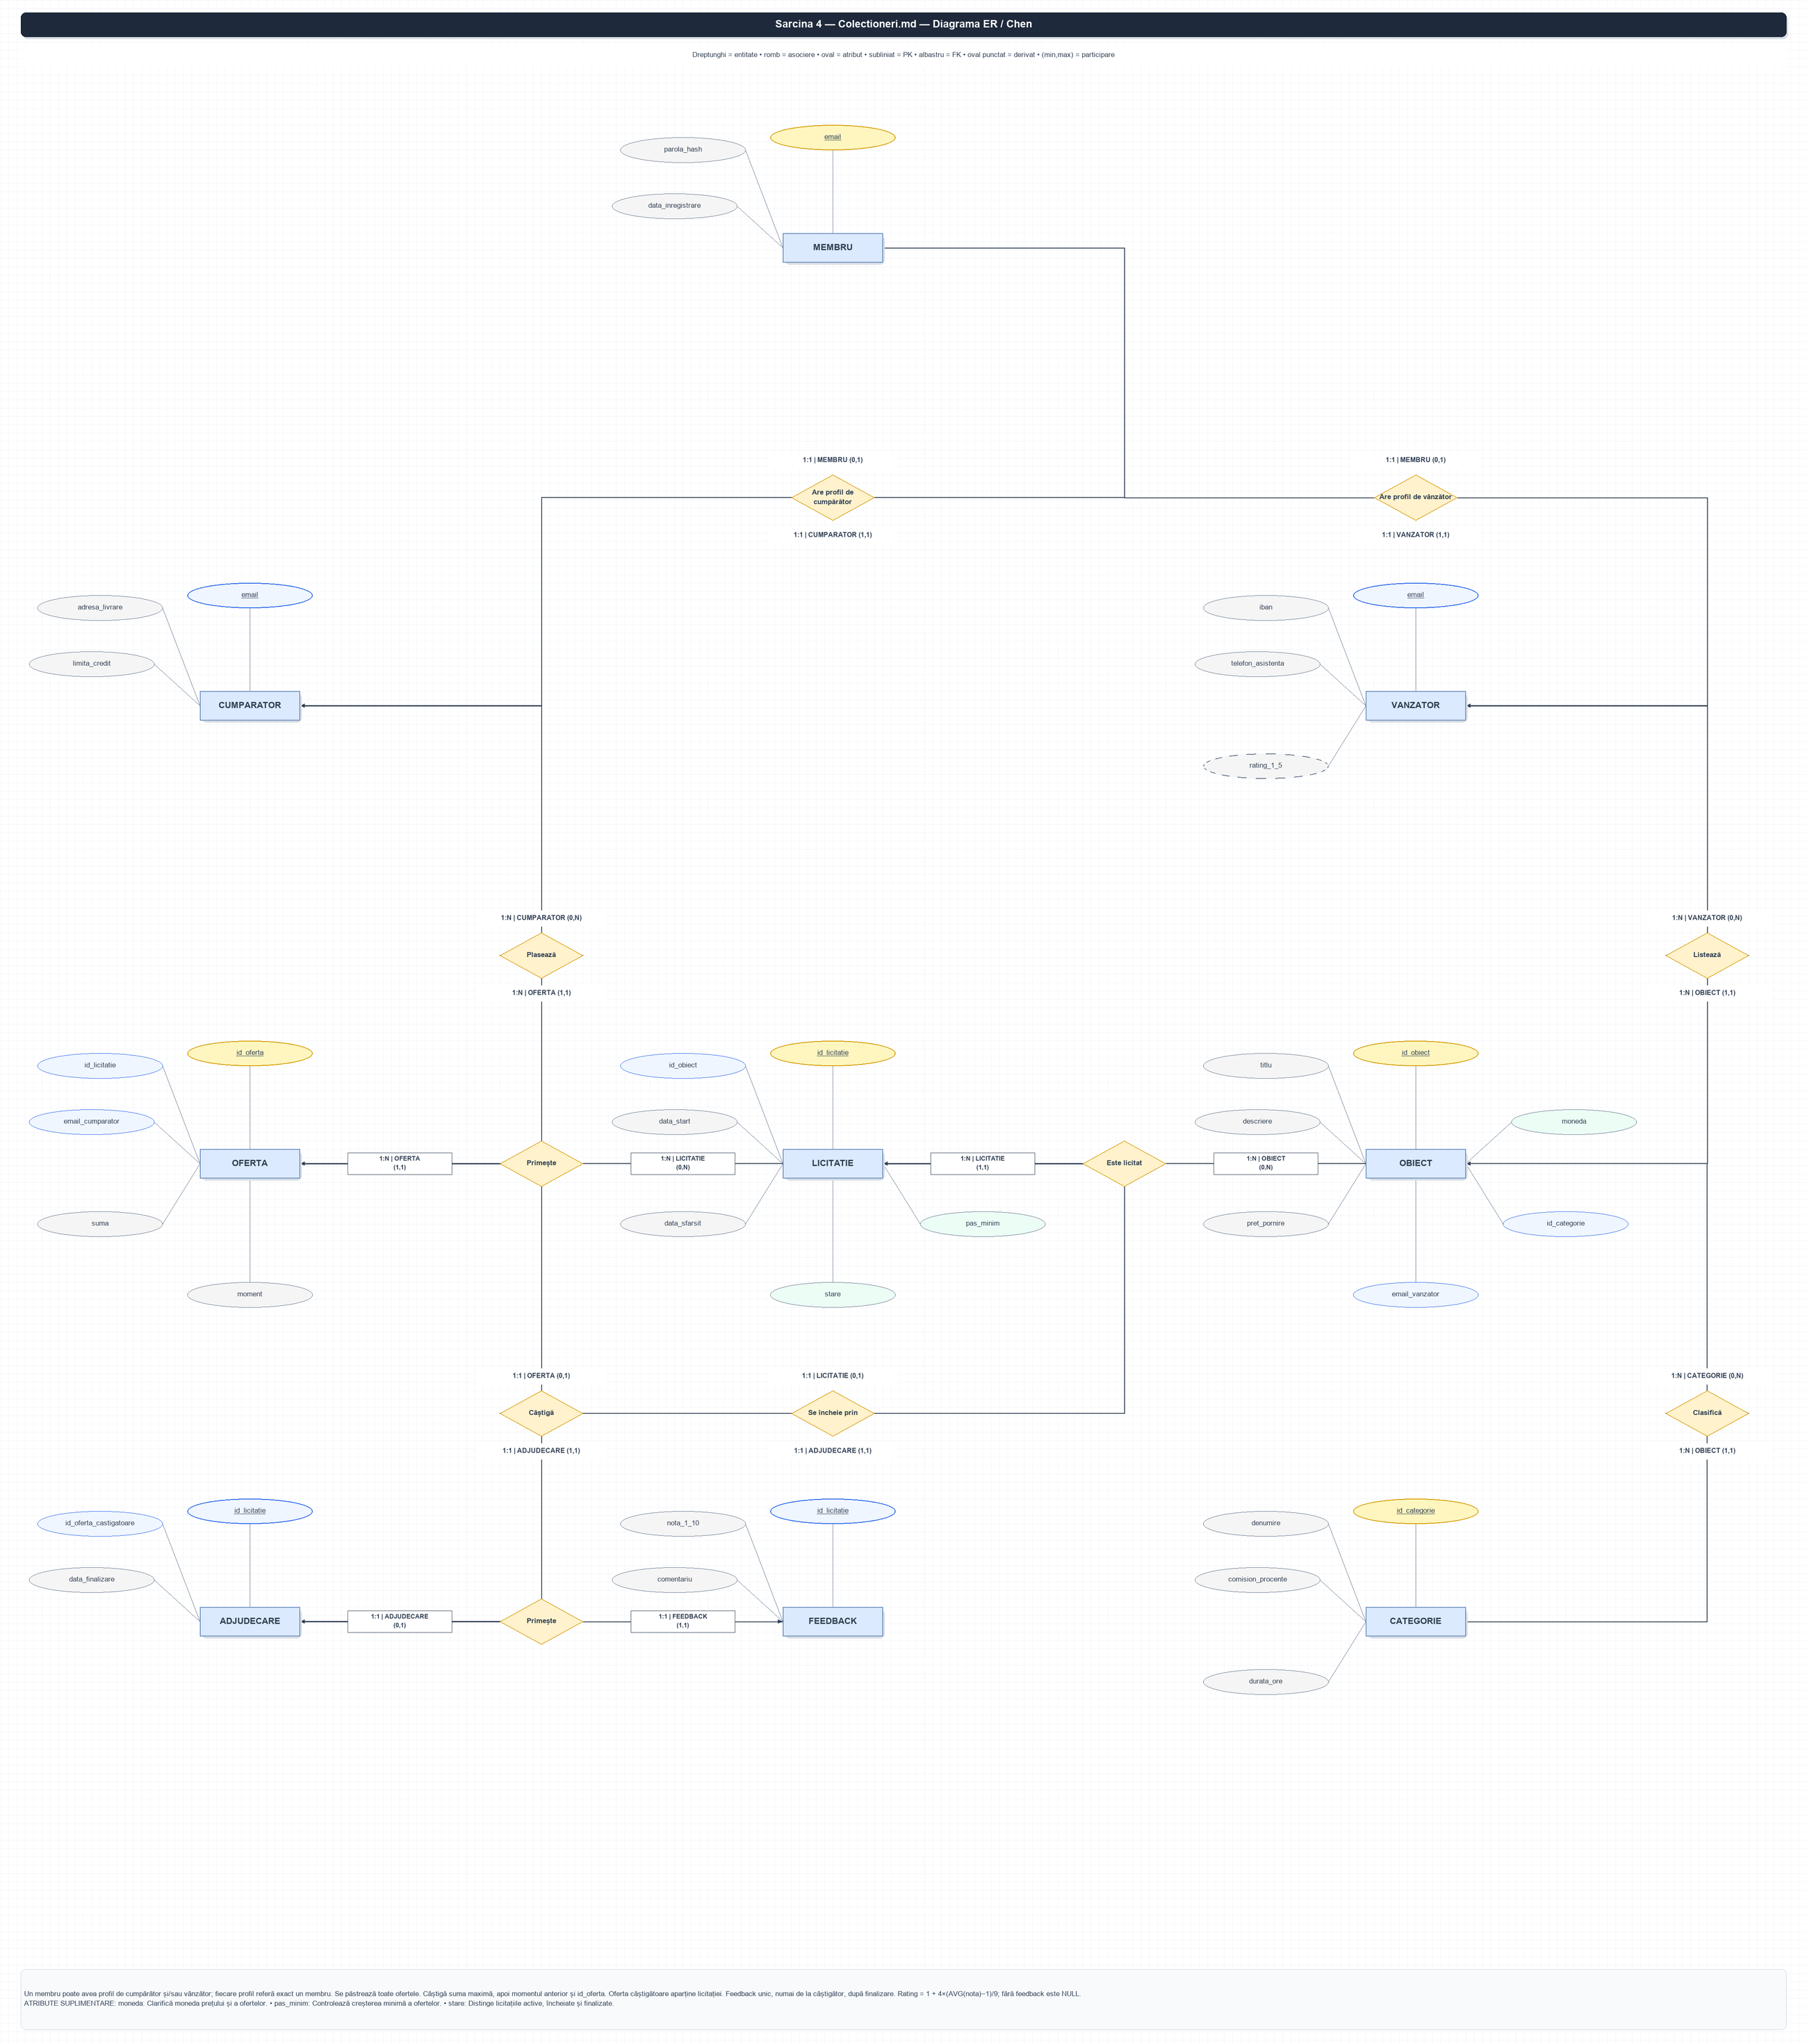 Sarcina 4 — Colectioneri.md — Diagrama ER / Chen
Dreptunghi = entitate • romb = asociere • oval = atribut • subliniat = PK • albastru = FK • oval punctat = derivat • (min,max) = participare
email
parola_hash
data_inregistrare
MEMBRU
1:1 | MEMBRU (0,1)
1:1 | MEMBRU (0,1)
Are profil de
cumpărător
Are profil de vânzător
1:1 | CUMPARATOR (1,1)
1:1 | VANZATOR (1,1)
email
adresa_livrare
limita_credit
CUMPARATOR
email
iban
telefon_asistenta
VANZATOR
rating_1_5
1:N | CUMPARATOR (0,N)
1:N | VANZATOR (0,N)
Plasează
Listează
1:N | OFERTA (1,1)
1:N | OBIECT (1,1)
id_oferta
id_licitatie
email_cumparator
OFERTA
suma
moment
1:N | OFERTA
(1,1)
Primește
1:N | LICITATIE
(0,N)
id_licitatie
id_obiect
data_start
LICITATIE
data_sfarsit
pas_minim
stare
1:N | LICITATIE
(1,1)
Este licitat
1:N | OBIECT
(0,N)
id_obiect
titlu
descriere
moneda
OBIECT
pret_pornire
id_categorie
email_vanzator
1:1 | OFERTA (0,1)
1:1 | LICITATIE (0,1)
1:N | CATEGORIE (0,N)
Câștigă
Se încheie prin
Clasifică
1:1 | ADJUDECARE (1,1)
1:1 | ADJUDECARE (1,1)
1:N | OBIECT (1,1)
id_licitatie
id_oferta_castigatoare
data_finalizare
ADJUDECARE
1:1 | ADJUDECARE
(0,1)
Primește
1:1 | FEEDBACK
(1,1)
id_licitatie
nota_1_10
comentariu
FEEDBACK
id_categorie
denumire
comision_procente
CATEGORIE
durata_ore
Un membru poate avea profil de cumpărător și/sau vânzător; fiecare profil referă exact un membru. Se păstrează toate ofertele. Câștigă suma maximă, apoi momentul anterior și id_oferta. Oferta câștigătoare aparține licitației. Feedback unic, numai de la câștigător, după finalizare. Rating = 1 + 4×(AVG(nota)−1)/9; fără feedback este NULL.
ATRIBUTE SUPLIMENTARE: moneda: Clarifică moneda prețului și a ofertelor. • pas_minim: Controlează creșterea minimă a ofertelor. • stare: Distinge licitațiile active, încheiate și finalizate.